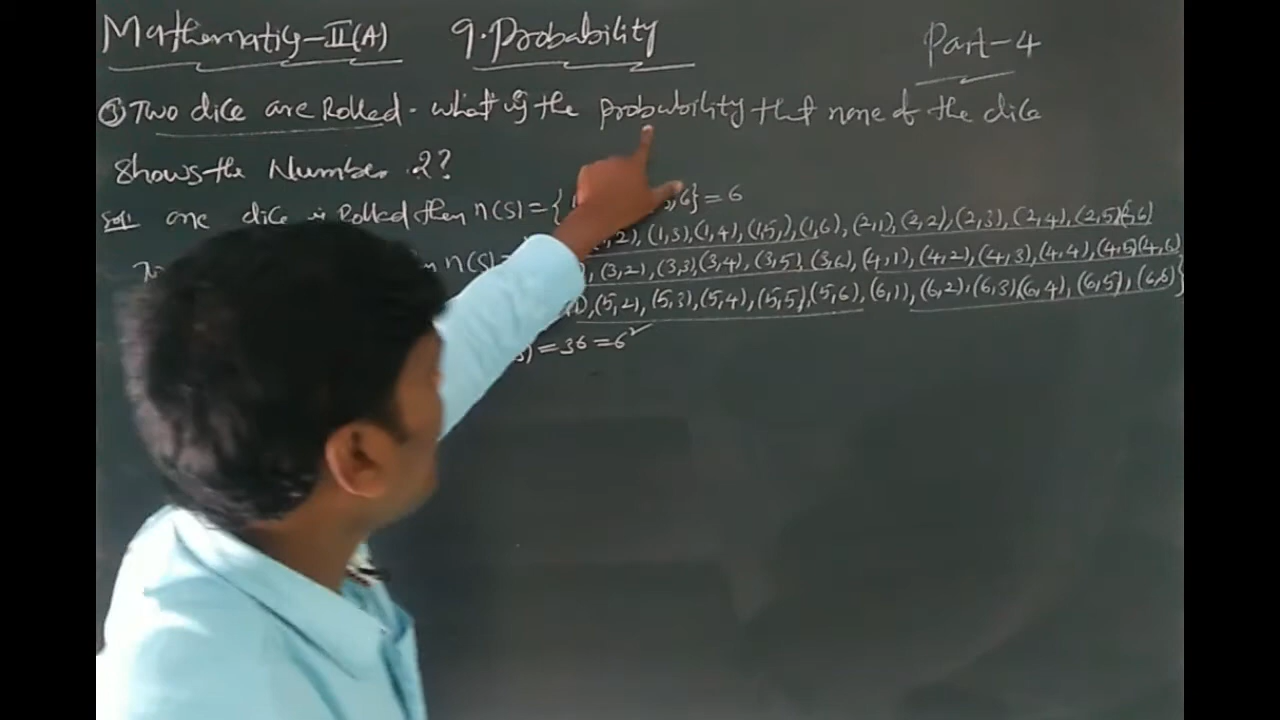 Mathematics-II(A) 9.Probability Part-4
③ Two dice are Rolled. what is the probability that none of the dice
shows the Number 2?
Sol: one dice is Rolled then n(S) = { ,6} = 6
n(S) = ,2), (1,3), (1,4), (1,5,), (1,6), (2,1), (2,2), (2,3), (2,4), (2,5) ,6)
, (3,2), (3,3), (3,4), (3,5), (3,6), (4,1), (4,2), (4,3), (4,4), (4,5) (4,6)
, (5,2), (5,3), (5,4), (5,5), (5,6), (6,1), (6,2), (6,3) (6,4), (6,5), (6,6)}
) = 36 = 6²